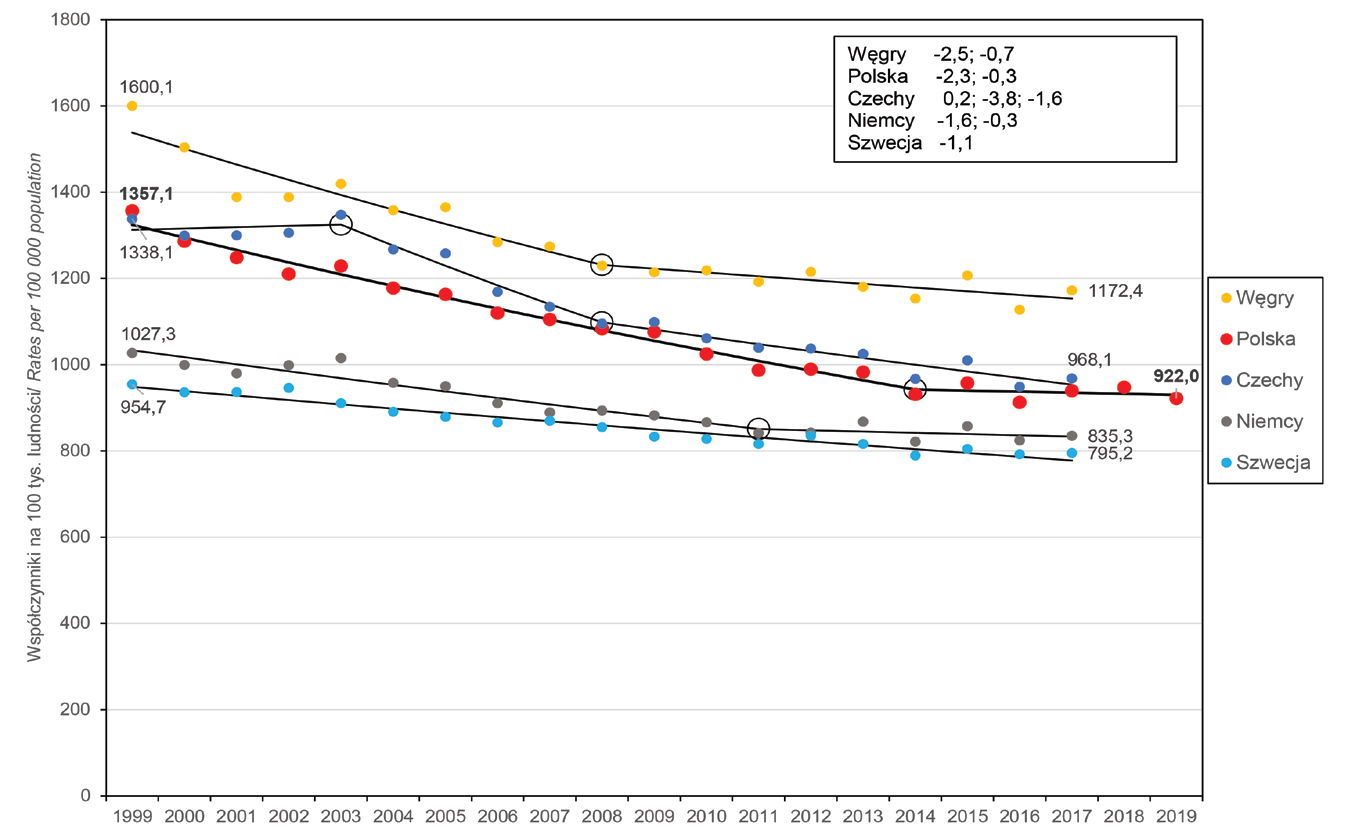 Współczynniki na 100 tys. ludności/ Rates per 100 000 population
1800
1600
1400
1200
1000
800
600
400
200
0
1600,1
1357,1
1338,1
1027,3
954,7
1172,4
968,1
922,0
835,3
795,2
Węgry -2,5; -0,7
Polska -2,3; -0,3
Czechy 0,2; -3,8; -1,6
Niemcy -1,6; -0,3
Szwecja -1,1
Węgry
Polska
Czechy
Niemcy
Szwecja
1999 2000 2001 2002 2003 2004 2005 2006 2007 2008 2009 2010 2011 2012 2013 2014 2015 2016 2017 2018 2019